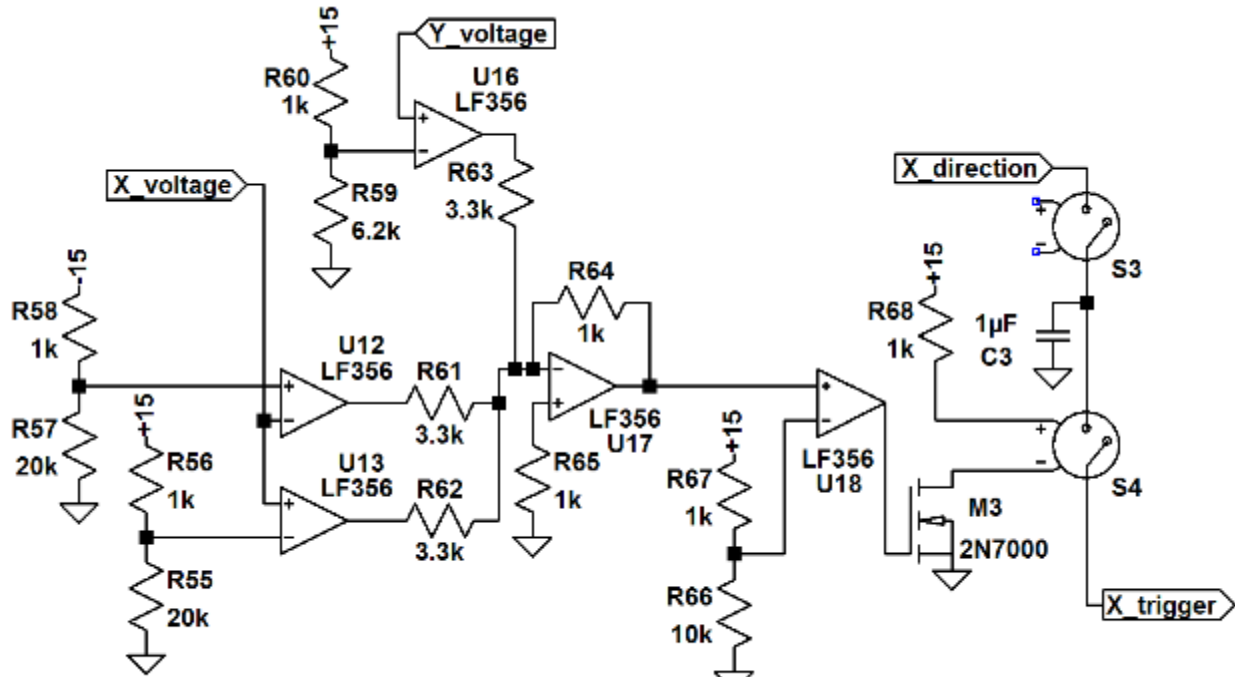 +15
Y_voltage
R60
1k
U16
LF356
+
−
R63
3.3k
X_voltage
R59
6.2k
X_direction
+
−
S3
-15
R58
1k
R64
1k
+15
R68
1k
1µF
C3
U12
LF356
+
−
R61
3.3k
−
+
LF356
U17
+
−
LF356
U18
R57
20k
+15
R56
1k
U13
LF356
+
−
R62
3.3k
R65
1k
+15
R67
1k
+
−
S4
M3
2N7000
R55
20k
R66
10k
X_trigger